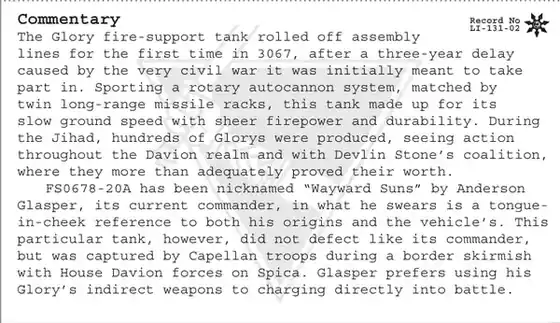 Commentary
Record No
LI-131-02
The Glory fire-support tank rolled off assembly
lines for the first time in 3067, after a three-year delay
caused by the very civil war it was initially meant to take
part in. Sporting a rotary autocannon system, matched by
twin long-range missile racks, this tank made up for its
slow ground speed with sheer firepower and durability. During
the Jihad, hundreds of Glorys were produced, seeing action
throughout the Davion realm and with Devlin Stone's coalition,
where they more than adequately proved their worth.
FS0678-20A has been nicknamed “Wayward Suns” by Anderson
Glasper, its current commander, in what he swears is a tongue-
in-cheek reference to both his origins and the vehicle's. This
particular tank, however, did not defect like its commander,
but was captured by Capellan troops during a border skirmish
with House Davion forces on Spica. Glasper prefers using his
Glory's indirect weapons to charging directly into battle.